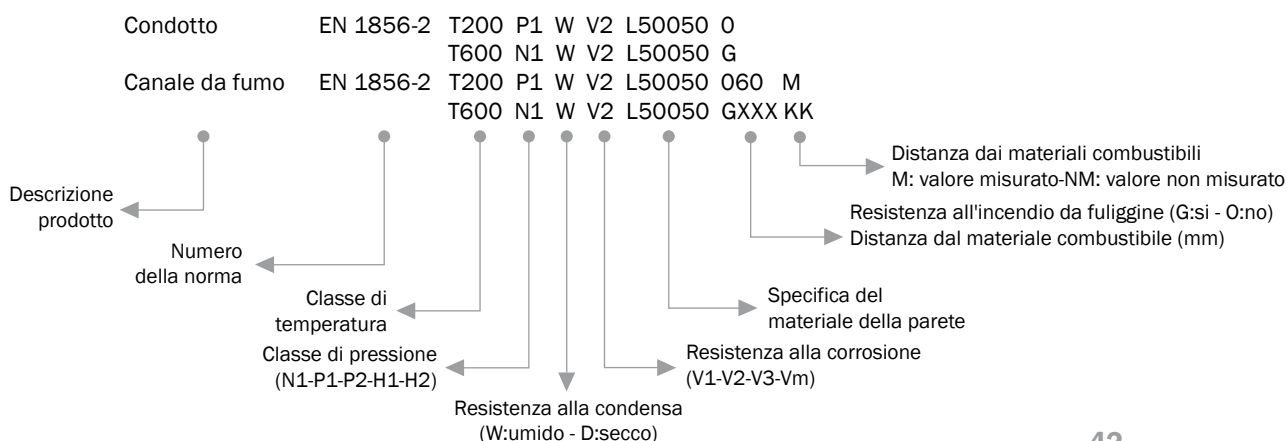 Condotto EN 1856-2 T200 P1 W V2 L50050 O
T600 N1 W V2 L50050 G
Canale da fumo EN 1856-2 T200 P1 W V2 L50050 O60 M
T600 N1 W V2 L50050 GXXX KK
Distanza dai materiali combustibili
M: valore misurato-NM: valore non misurato
Descrizione
prodotto
Resistenza all'incendio da fuliggine (G:si - O:no)
Distanza dal materiale combustibile (mm)
Numero
della norma
Classe di
temperatura
Specifica del
materiale della parete
Classe di pressione
(N1-P1-P2-H1-H2)
Resistenza alla corrosione
(V1-V2-V3-Vm)
Resistenza alla condensa
(W:umido - D:secco)